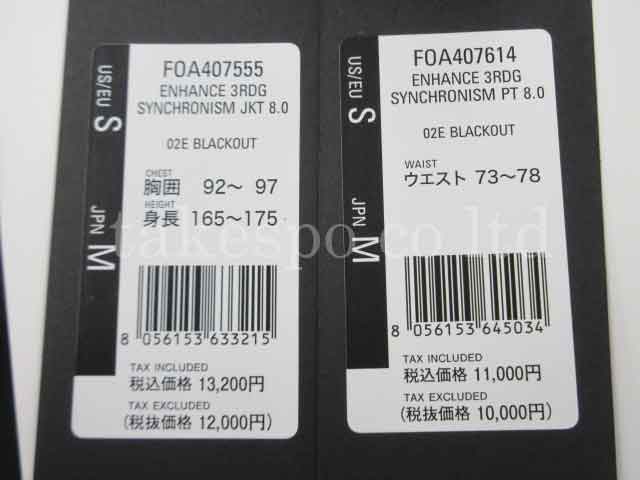 US/EU S
JPN M
FOA407555
ENHANCE 3RDG
SYNCHRONISM JKT 8.0
02E BLACKOUT
CHEST
胸囲 92～ 97
HEIGHT
身長 165～175
8 056153 633215
TAX INCLUDED
税込価格 13,200円
TAX EXCLUDED
(税抜価格 12,000円)
US/EU S
JPN M
FOA407614
ENHANCE 3RDG
SYNCHRONISM PT 8.0
02E BLACKOUT
WAIST
ウエスト 73～78
8 056153 645034
TAX INCLUDED
税込価格 11,000円
TAX EXCLUDED
(税抜価格 10,000円)
takespo co ltd